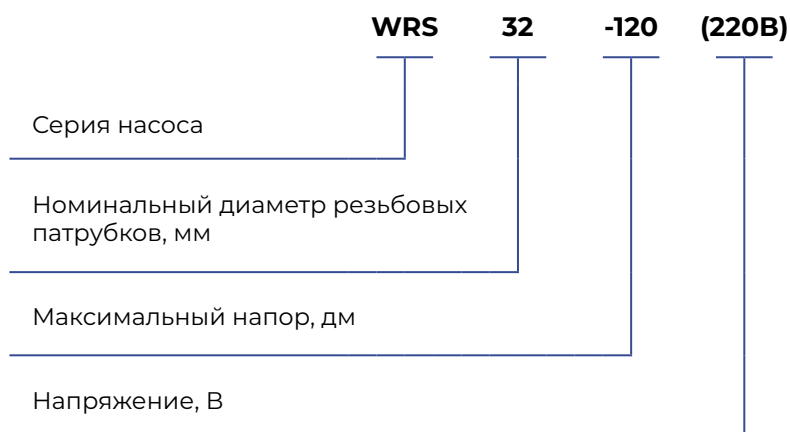 WRS 32 -120 (220В)
Серия насоса
Номинальный диаметр резьбовых
патрубков, мм
Максимальный напор, дм
Напряжение, В